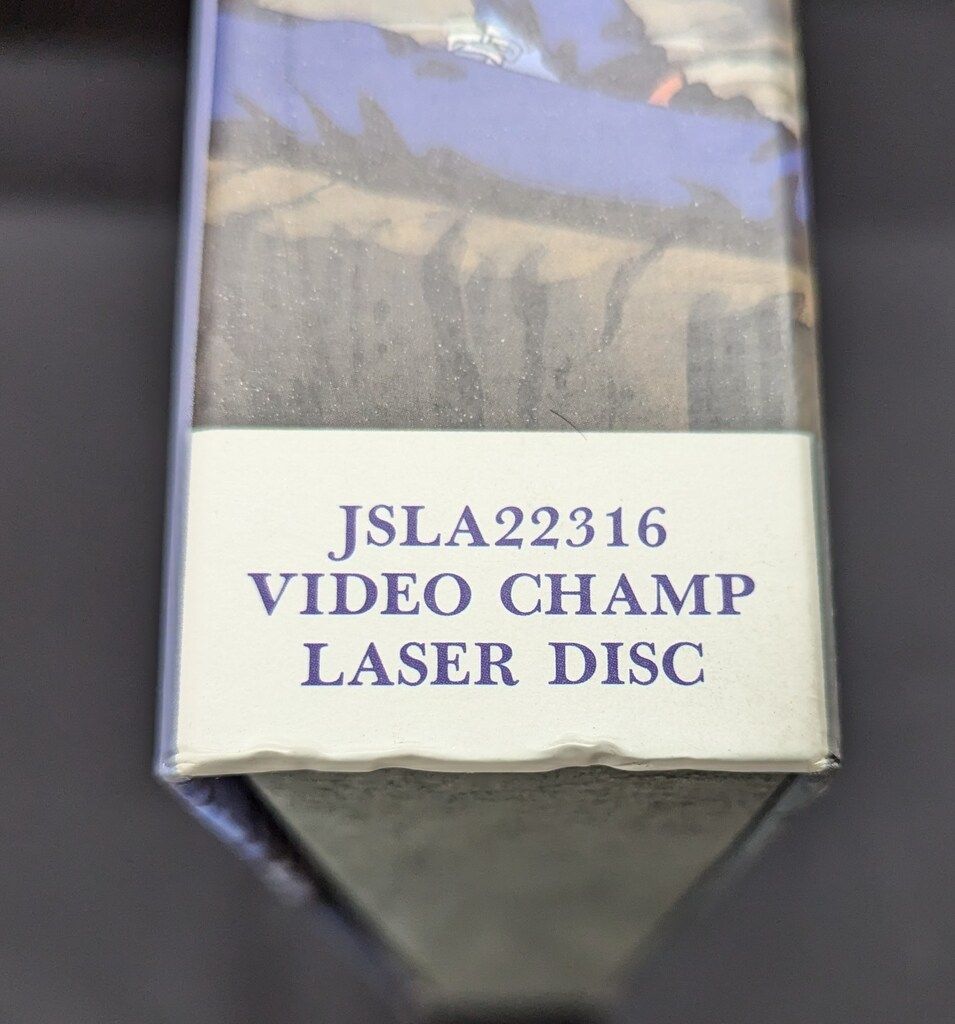 JSLA22316
VIDEO CHAMP
LASER DISC